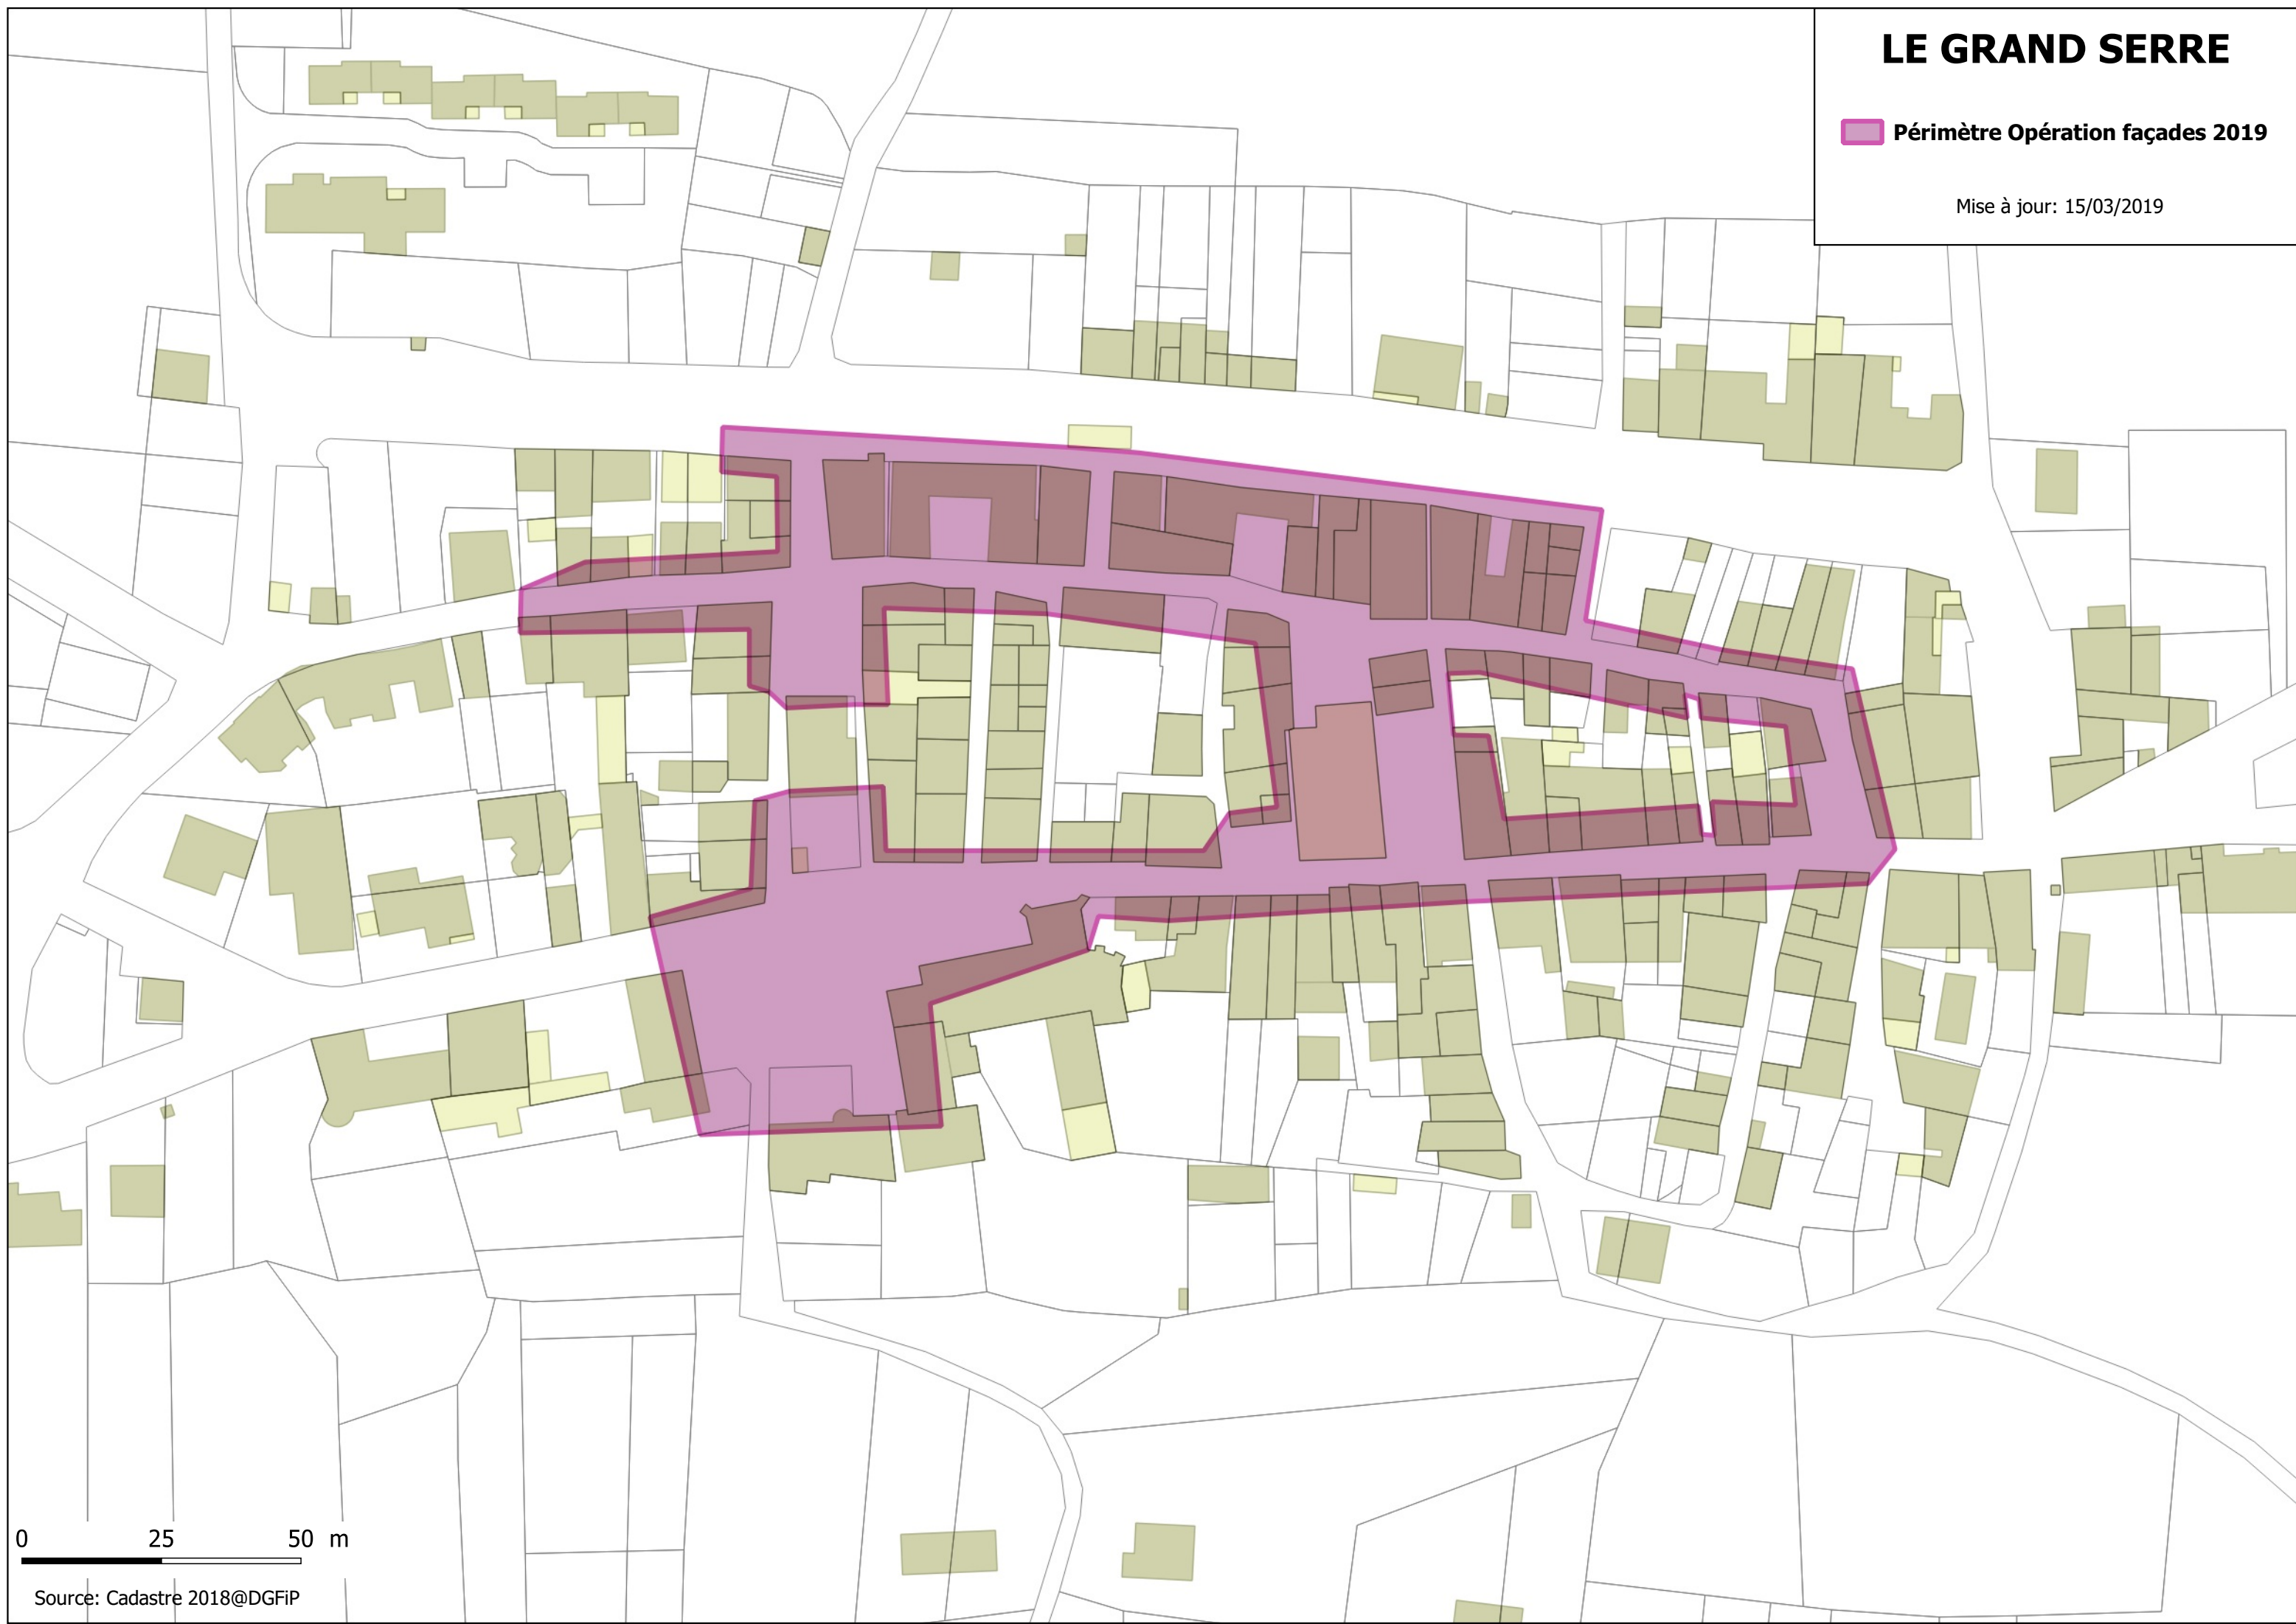 LE GRAND SERRE
Périmètre Opération façades 2019
Mise à jour: 15/03/2019
0 25 50 m
Source: Cadastre 2018@DGFiP